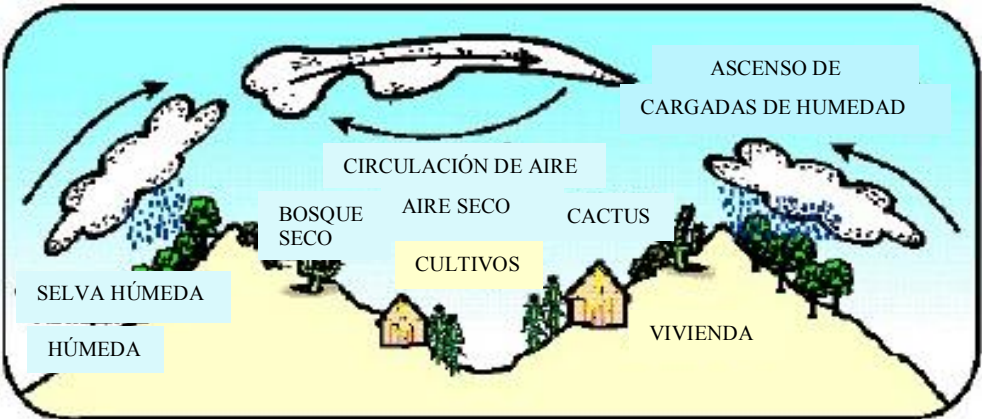 ASCENSO DE
CARGADAS DE HUMEDAD
CIRCULACIÓN DE AIRE
BOSQUE
SECO
AIRE SECO
CACTUS
CULTIVOS
SELVA HÚMEDA
HÚMEDA
VIVIENDA